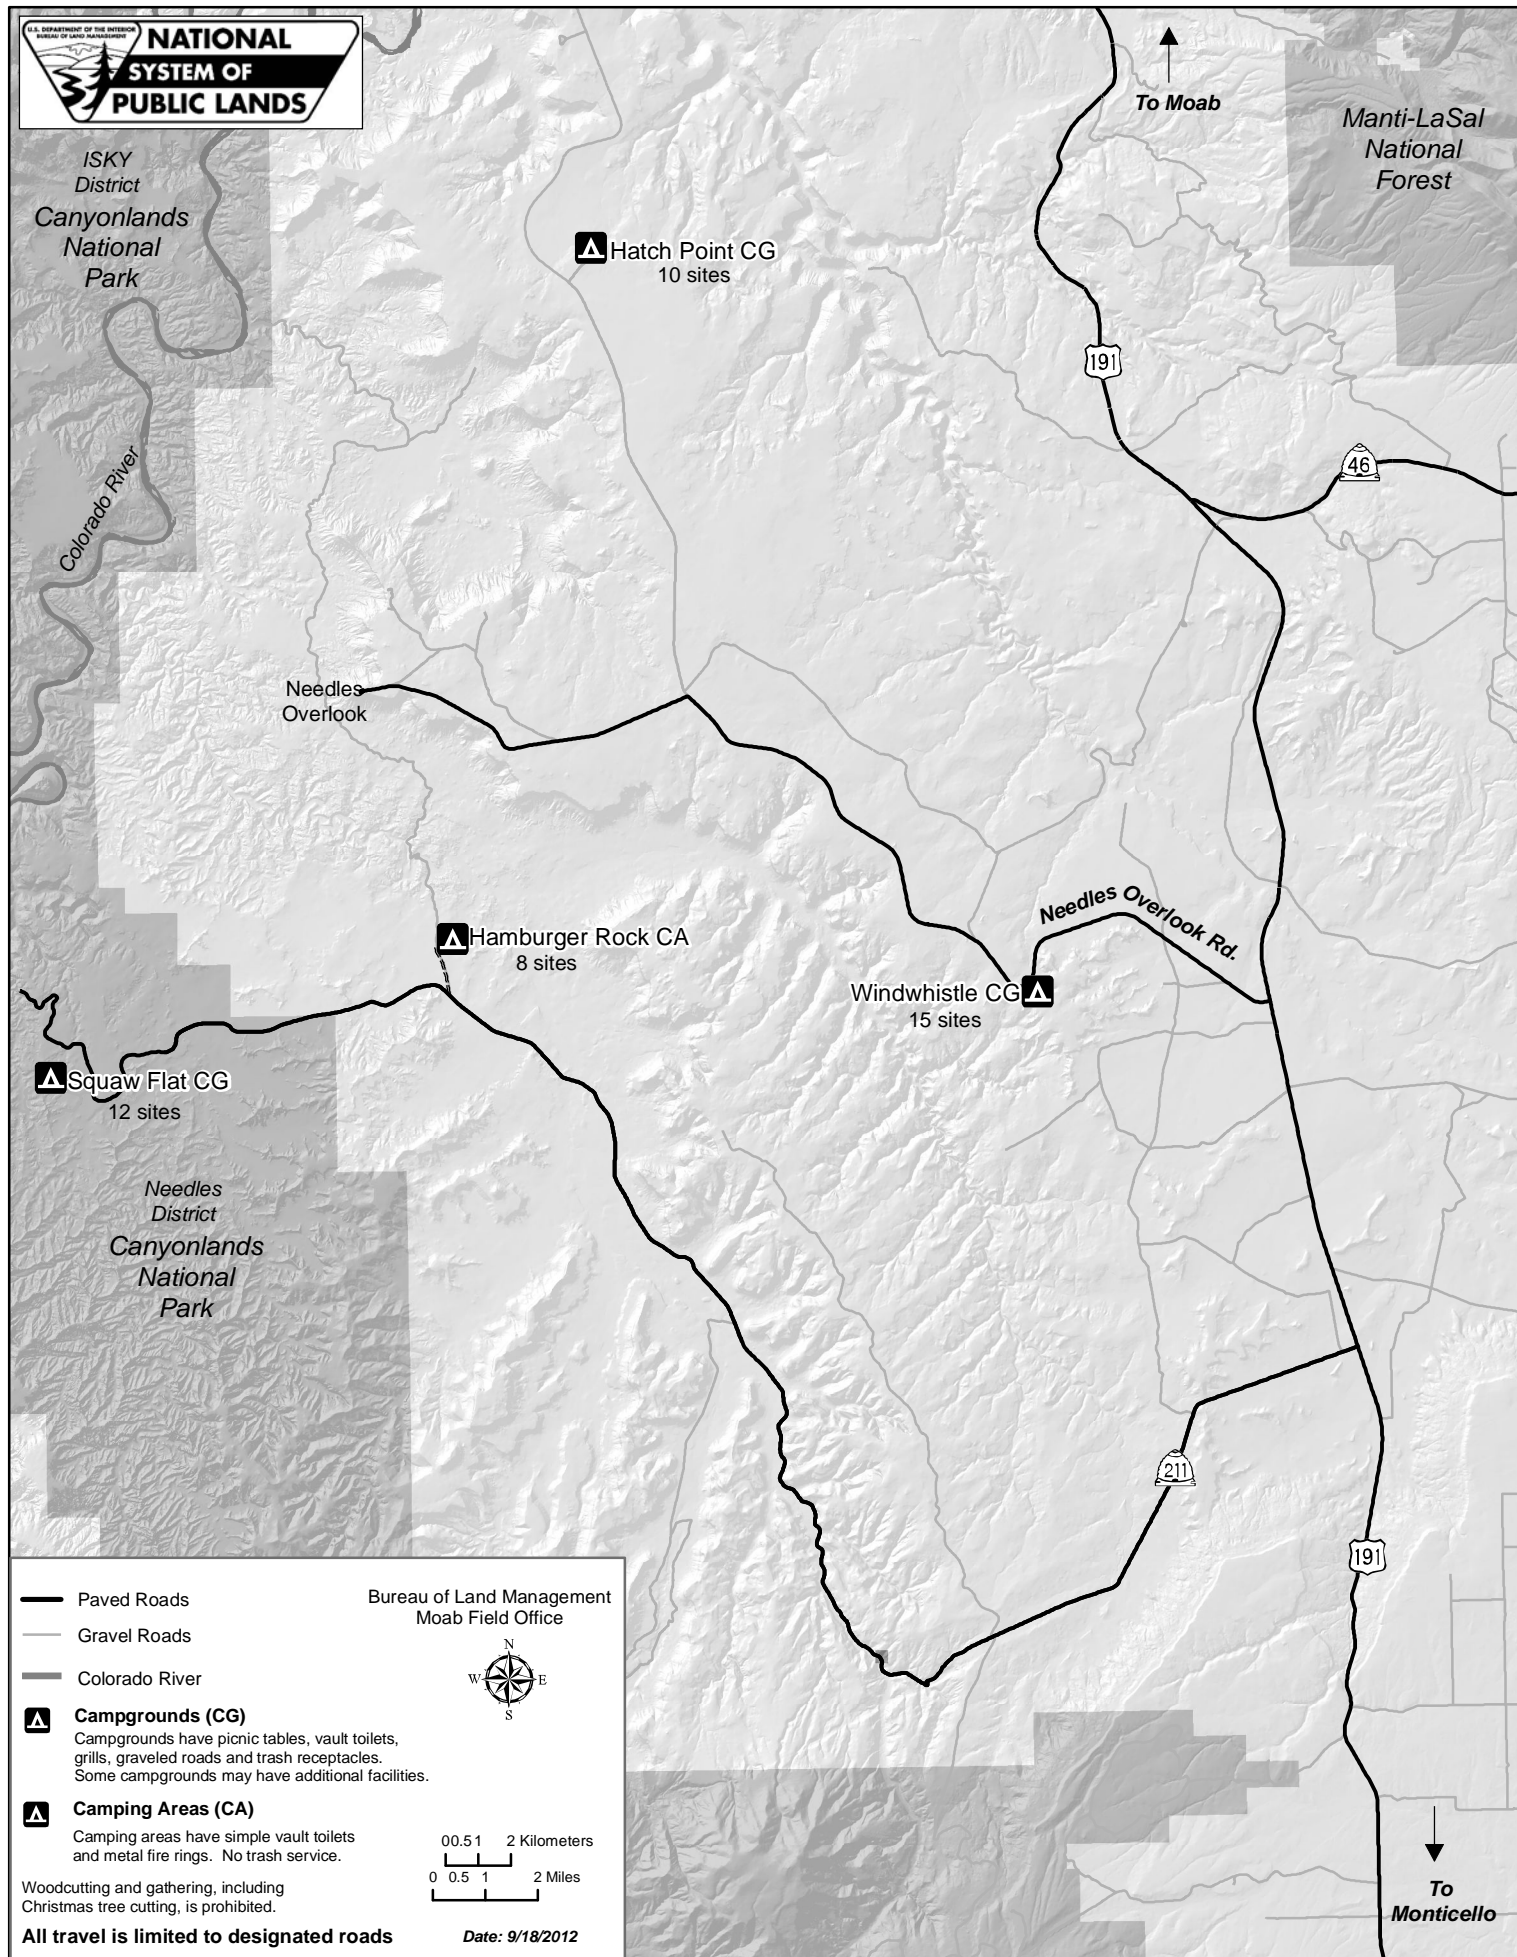 U.S. DEPARTMENT OF THE INTERIOR
BUREAU OF LAND MANAGEMENT
NATIONAL
SYSTEM OF
PUBLIC LANDS
To Moab
Manti-LaSal
National
Forest
ISKY
District
Canyonlands
National
Park
Hatch Point CG
10 sites
191
46
Colorado River
Needles
Overlook
Needles Overlook Rd.
Hamburger Rock CA
8 sites
Windwhistle CG
15 sites
Squaw Flat CG
12 sites
Needles
District
Canyonlands
National
Park
211
191
Paved Roads
Gravel Roads
Colorado River
Bureau of Land Management
Moab Field Office
N
W E
S
Campgrounds (CG)
Campgrounds have picnic tables, vault toilets,
grills, graveled roads and trash receptacles.
Some campgrounds may have additional facilities.
Camping Areas (CA)
Camping areas have simple vault toilets
and metal fire rings. No trash service.
0 0.5 1 2 Kilometers
0 0.5 1 2 Miles
Woodcutting and gathering, including
Christmas tree cutting, is prohibited.
All travel is limited to designated roads
Date: 9/18/2012
To
Monticello